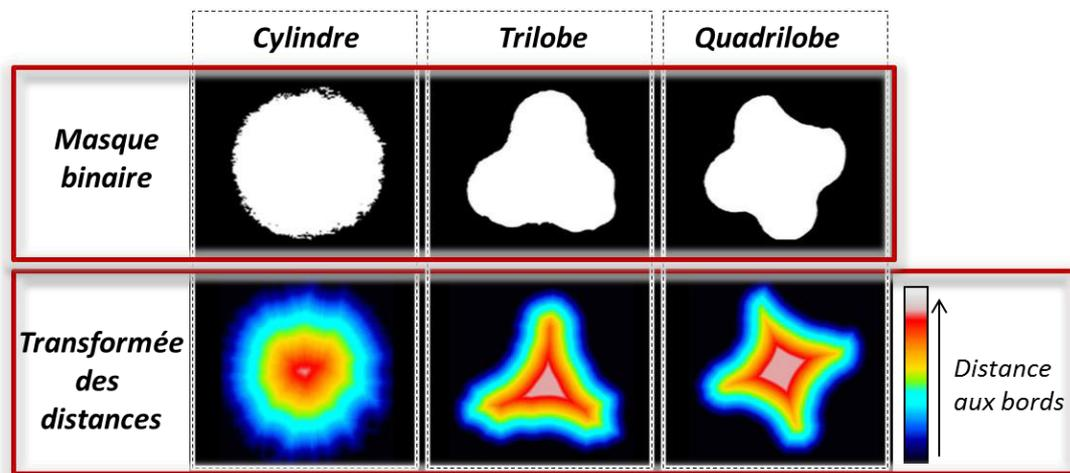 Cylindre
Trilobe
Quadrilobe
Masque
binaire
Transformée
des
distances
Distance
aux bords